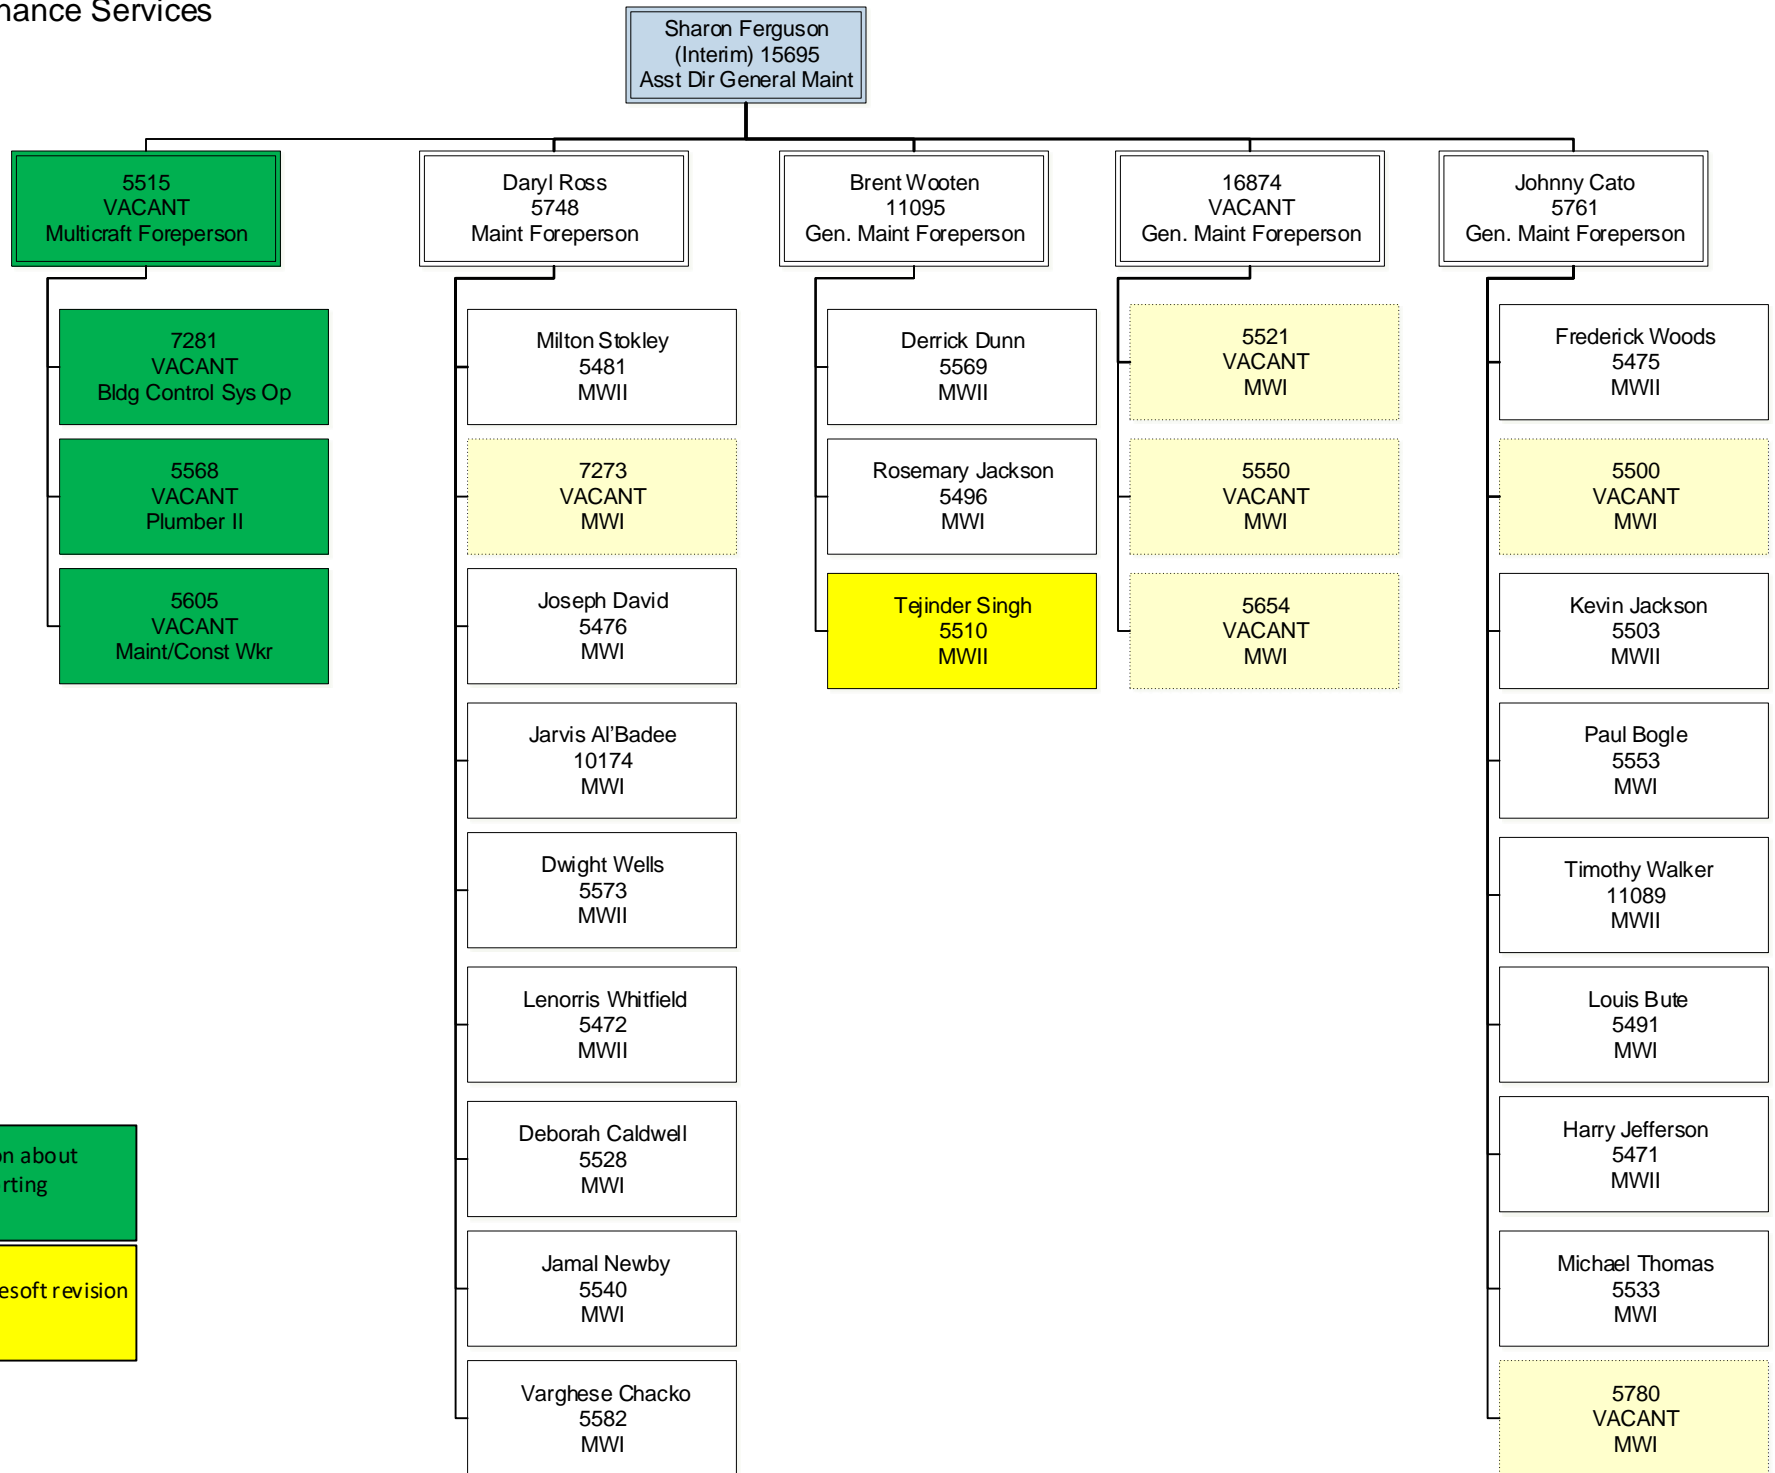 nance Services
Sharon Ferguson
(Interim) 15695
Asst Dir General Maint
5515
VACANT
Multicraft Foreperson
7281
VACANT
Bldg Control Sys Op
5568
VACANT
Plumber II
5605
VACANT
Maint/Const Wkr
Daryl Ross
5748
Maint Foreperson
Milton Stokley
5481
MWII
7273
VACANT
MWI
Joseph David
5476
MWI
Jarvis Al’Badee
10174
MWI
Dwight Wells
5573
MWII
Lenorris Whitfield
5472
MWII
Deborah Caldwell
5528
MWI
Jamal Newby
5540
MWI
Varghese Chacko
5582
MWI
Brent Wooten
11095
Gen. Maint Foreperson
Derrick Dunn
5569
MWII
Rosemary Jackson
5496
MWI
Tejinder Singh
5510
MWII
16874
VACANT
Gen. Maint Foreperson
5521
VACANT
MWI
5550
VACANT
MWI
5654
VACANT
MWI
Johnny Cato
5761
Gen. Maint Foreperson
Frederick Woods
5475
MWII
5500
VACANT
MWI
Kevin Jackson
5503
MWII
Paul Bogle
5553
MWI
Timothy Walker
11089
MWII
Louis Bute
5491
MWI
Harry Jefferson
5471
MWII
Michael Thomas
5533
MWI
5780
VACANT
MWI
on about
rting
esoft revision